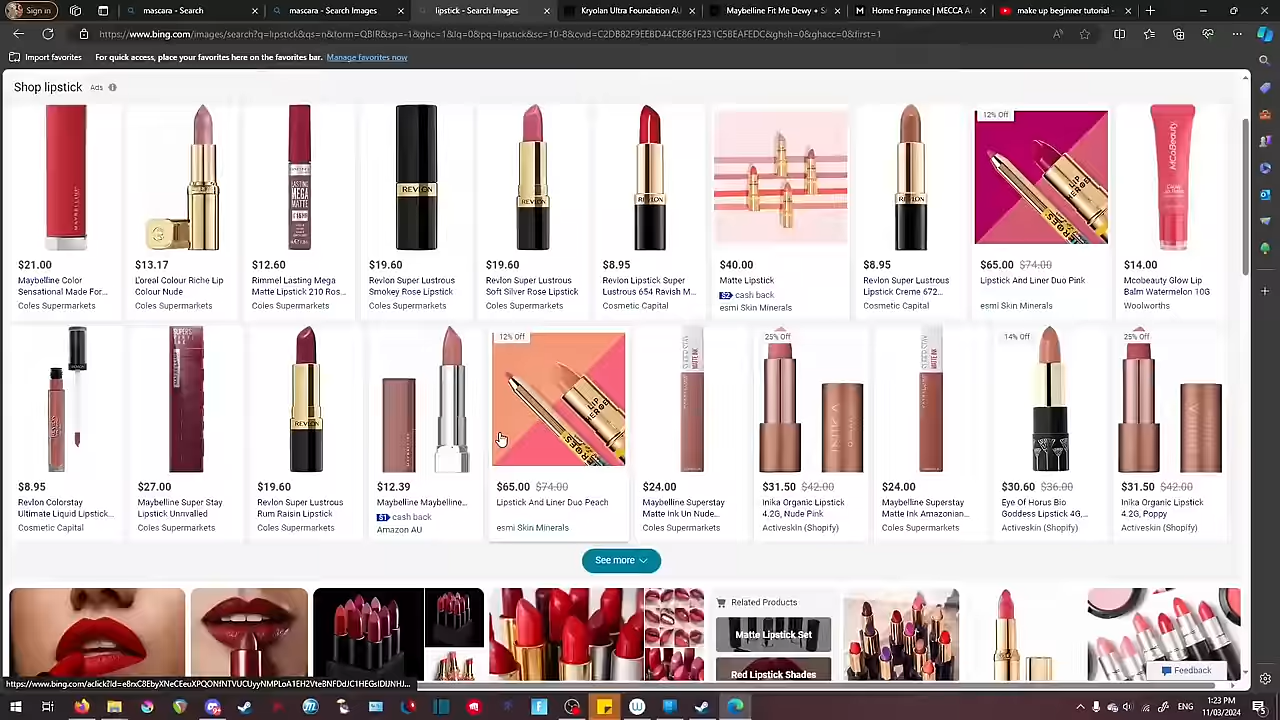 Sign in
mascara - Search
mascara - Search Images
lipstick - Search Images
Kryolan Ultra Foundation
Maybelline Fit Me Dewy + S
Home Fragrance | MECCA A
make up beginner tutorial -
https://www.bing.com/images/search?q=lipstick&qs=n&form=QBIR&sp=-1&ghc=1&lq=0&pq=lipstick&sc=10-8&cvid=C2DB82F9EEBD44CE861F231C5BEAFEDC&ghsh=0&ghacc=0&first=1
Import favorites
For quick access, place your favorites here on the favorites bar. Manage favorites now
Shop lipstick Ads
12% Off
MAYBELLINE
REVLON
REVLON
REVLON
REVLON
LASTING MEGA MATTE
MCoBeauty
$21.00
$13.17
$12.60
$19.60
$19.60
$8.95
$40.00
$8.95
$65.00 $74.00
$14.00
Maybelline Color Sensational Made For...
L'oreal Colour Riche Lip Colour Nude
Rimmel Lasting Mega Matte Lipstick 210 Ros...
Revlon Super Lustrous Smokey Rose Lipstick
Revlon Super Lustrous Soft Silver Rose Lipstick
Revlon Lipstick Super Lustrous 654 Revish M...
Matte Lipstick
Revlon Super Lustrous Lipstick Creme 672...
Lipstick And Liner Duo Pink
Mcobeauty Glow Lip Balm Watermelon 10G
Coles Supermarkets
Coles Supermarkets
Coles Supermarkets
Coles Supermarkets
Coles Supermarkets
Cosmetic Capital
$2 cash back
esmi Skin Minerals
Cosmetic Capital
esmi Skin Minerals
Woolworths
12% Off
25% Off
14% Off
25% Off
REVLON
INIKA
$8.95
$27.00
$19.60
$12.39
$65.00 $74.00
$24.00
$31.50 $42.00
$24.00
$30.60 $36.00
$31.50 $42.00
Revlon Colorstay Ultimate Liquid Lipstick...
Maybelline Super Stay Lipstick Unrivalled
Revlon Super Lustrous Rum Raisin Lipstick
Maybelline Maybelline...
Lipstick And Liner Duo Peach
Maybelline Superstay Matte Ink Un Nude...
Inika Organic Lipstick 4.2G, Nude Pink
Maybelline Superstay Matte Ink Amazonian...
Eye Of Horus Bio Goddess Lipstick 4G,...
Inika Organic Lipstick 4.2G, Poppy
Cosmetic Capital
Coles Supermarkets
Coles Supermarkets
$1 cash back
Amazon AU
esmi Skin Minerals
Coles Supermarkets
Activeskin (Shopify)
Coles Supermarkets
Activeskin (Shopify)
Activeskin (Shopify)
See more
Related Products
Matte Lipstick Set
Red Lipstick Shades
Feedback
ENG
1:23 PM
11/03/2024